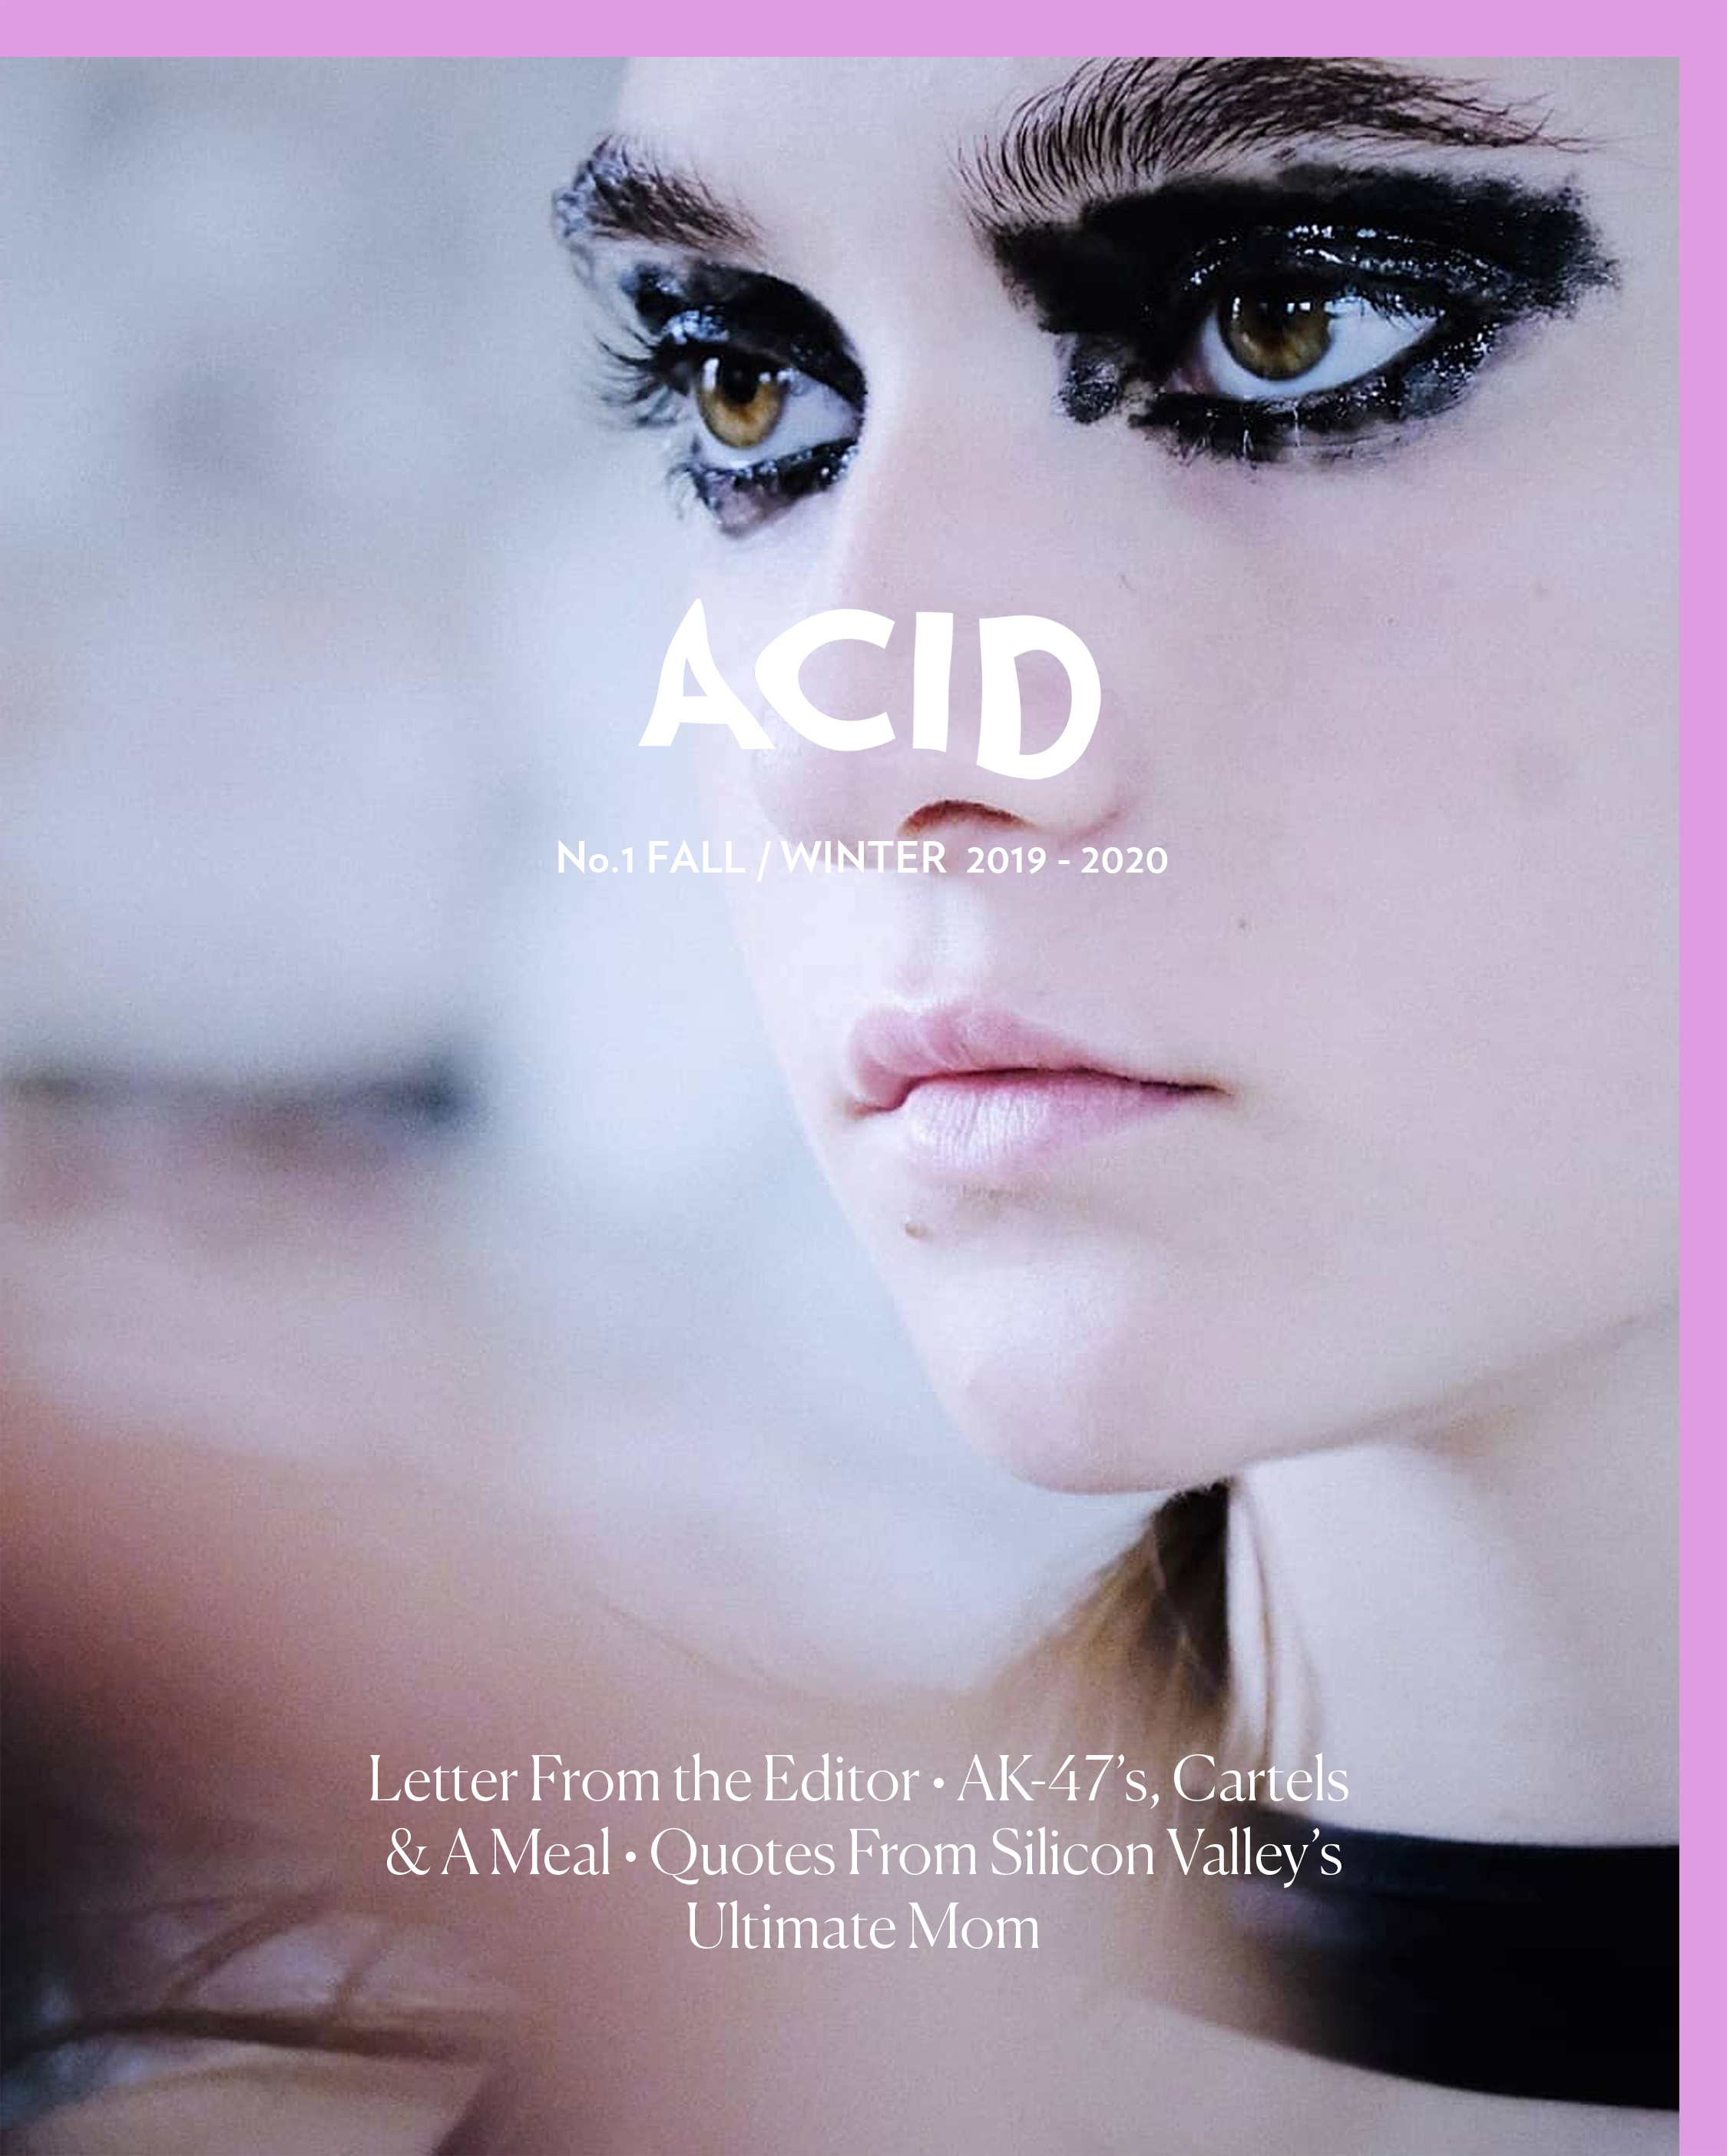 ACID
No.1 FALL / WINTER 2019 - 2020
Letter From the Editor • AK-47’s, Cartels
& A Meal • Quotes From Silicon Valley’s
Ultimate Mom